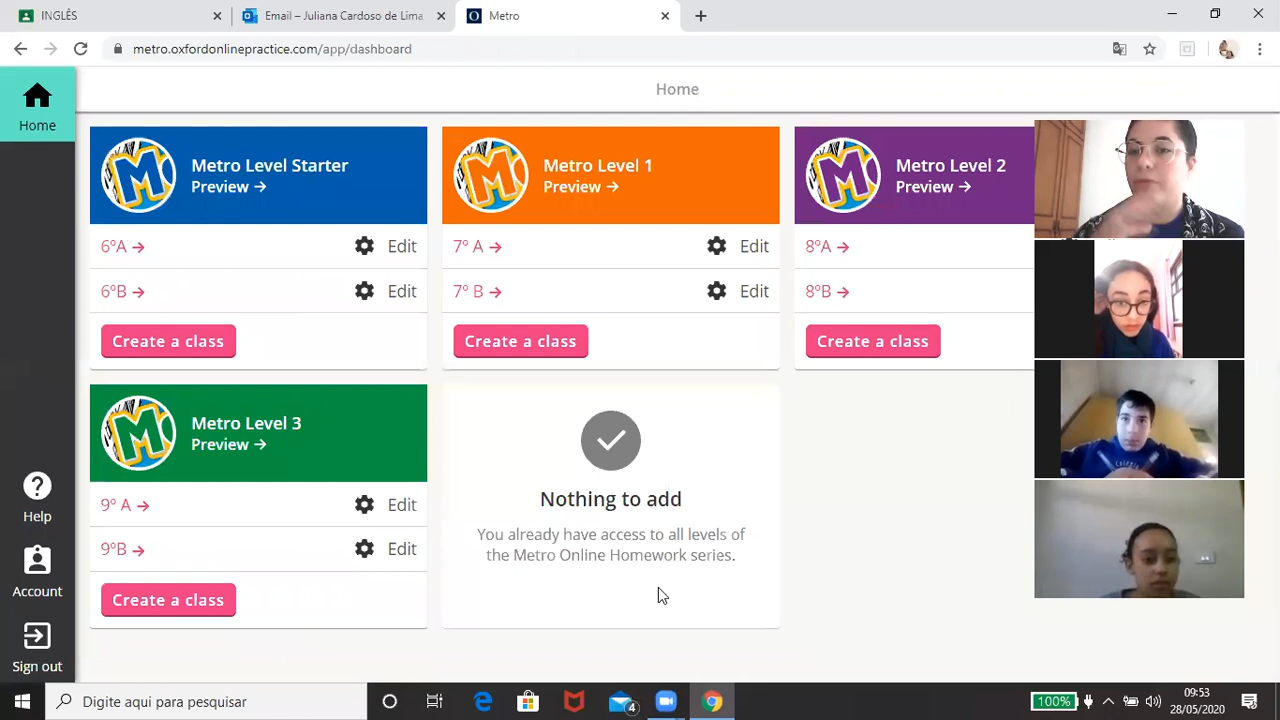 INGLÊS
Email – Juliana Cardoso de Lima
Metro
metro.oxfordonlinepractice.com/app/dashboard
Home
Home
Metro Level Starter
Preview →
6ºA →
Edit
6ºB →
Edit
Create a class
Metro Level 1
Preview →
7º A →
Edit
7º B →
Edit
Create a class
Metro Level 2
Preview →
8ºA →
8ºB →
Create a class
Metro Level 3
Preview →
9º A →
Edit
9ºB →
Edit
Create a class
Nothing to add
You already have access to all levels of
the Metro Online Homework series.
Help
Account
Sign out
Digite aqui para pesquisar
4
100%
09:53
28/05/2020